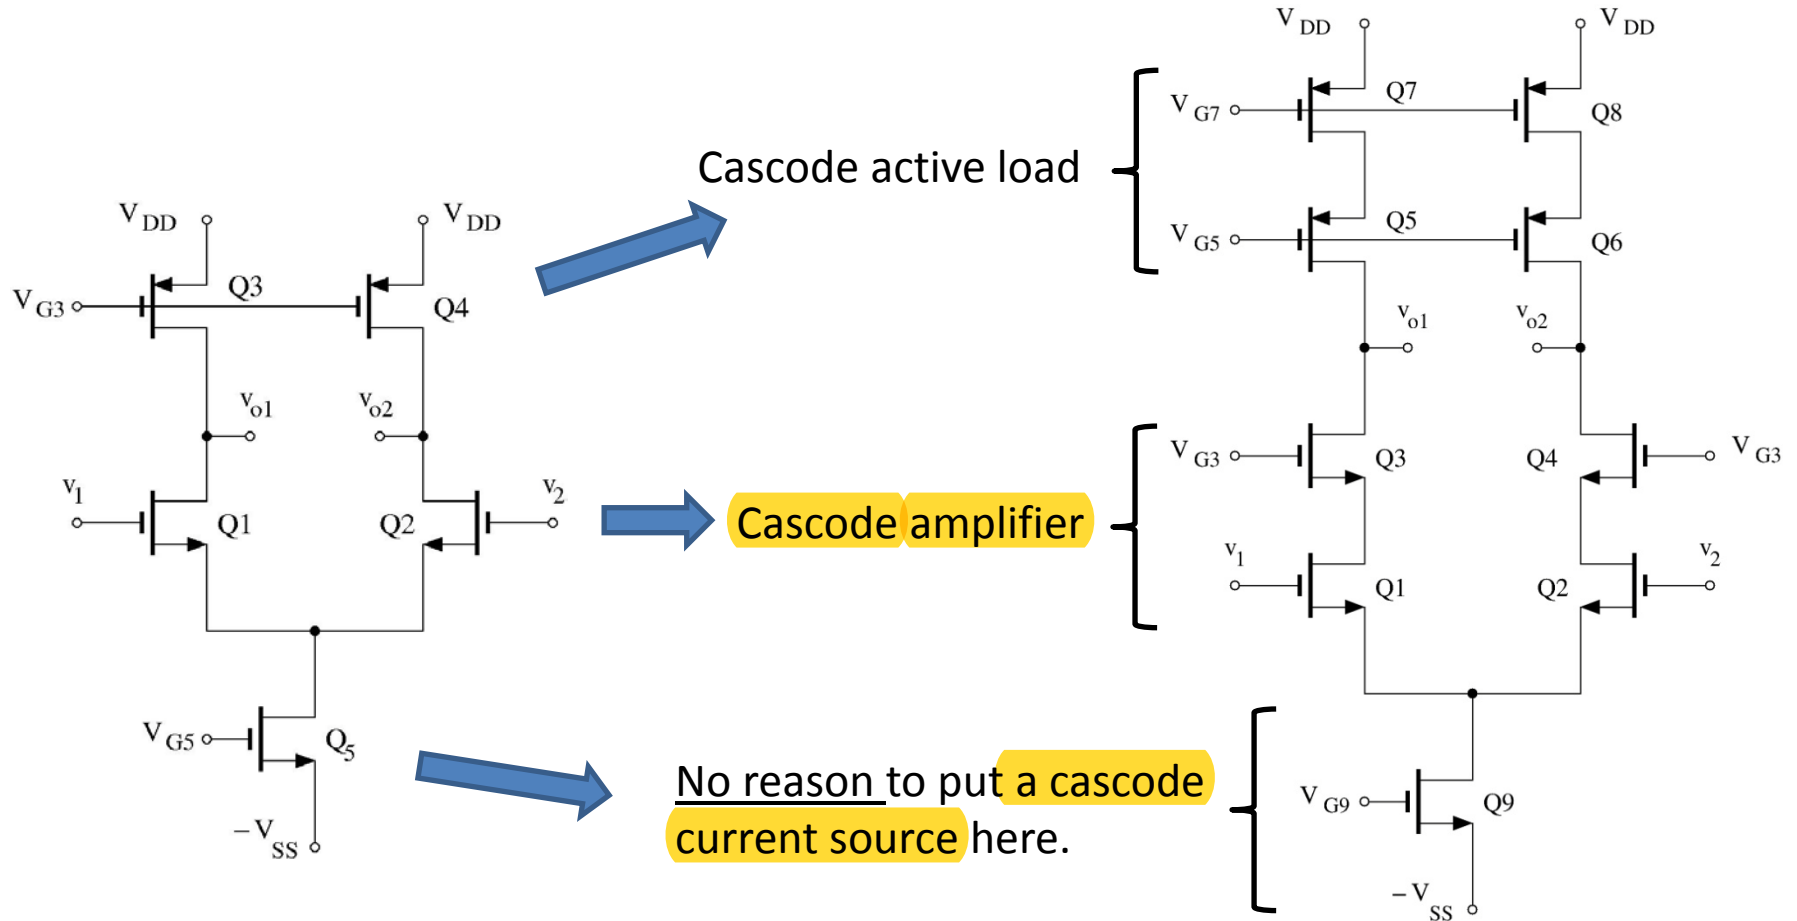 V DD
V DD
V G3
Q3
Q4
v o1
v o2
v 1
Q1
Q2
v 2
V G5
Q 5
–V SS
Cascode active load
Cascode amplifier
No reason to put a cascode
current source here.
V DD
V DD
V G7
Q7
Q8
V G5
Q5
Q6
v o1
v o2
V G3
Q3
Q4
V G3
v 1
Q1
Q2
v 2
V G9
Q9
–V SS